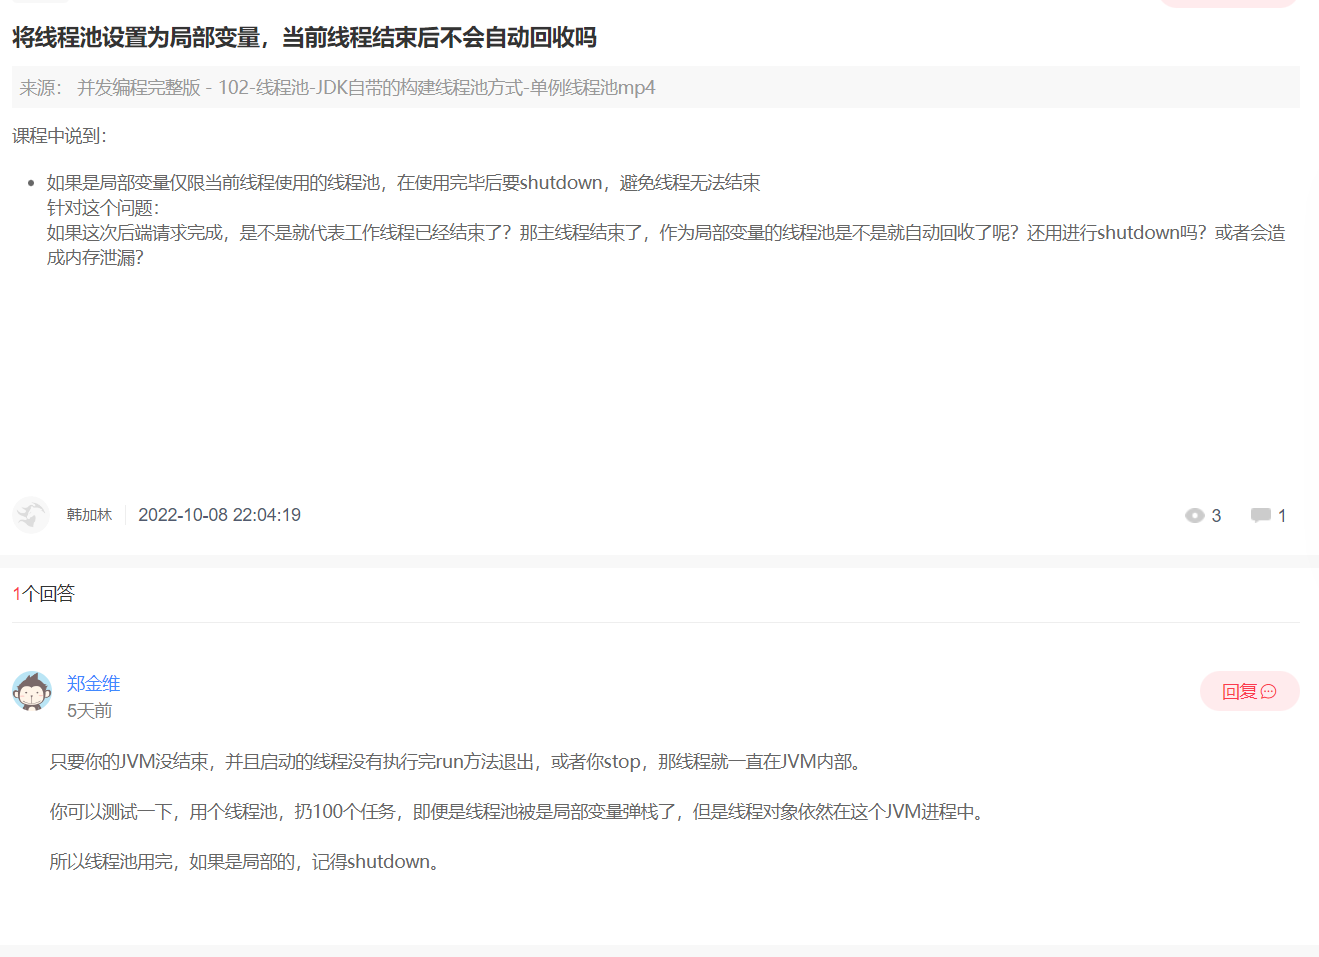 将线程池设置为局部变量，当前线程结束后不会自动回收吗
来源： 并发编程完整版 - 102-线程池-JDK自带的构建线程池方式-单例线程池mp4
课程中说到：
如果是局部变量仅限当前线程使用的线程池，在使用完毕后要shutdown，避免线程无法结束
针对这个问题：
如果这次后端请求完成，是不是就代表工作线程已经结束了？那主线程结束了，作为局部变量的线程池是不是就自动回收了呢？还用进行shutdown吗？或者会造
成内存泄漏？
韩加林 2022-10-08 22:04:19 3 1
1个回答
郑金维
5天前
回复
只要你的JVM没结束，并且启动的线程没有执行完run方法退出，或者你stop，那线程就一直在JVM内部。
你可以测试一下，用个线程池，扔100个任务，即便是线程池被是局部变量弹栈了，但是线程对象依然在这个JVM进程中。
所以线程池用完，如果是局部的，记得shutdown。